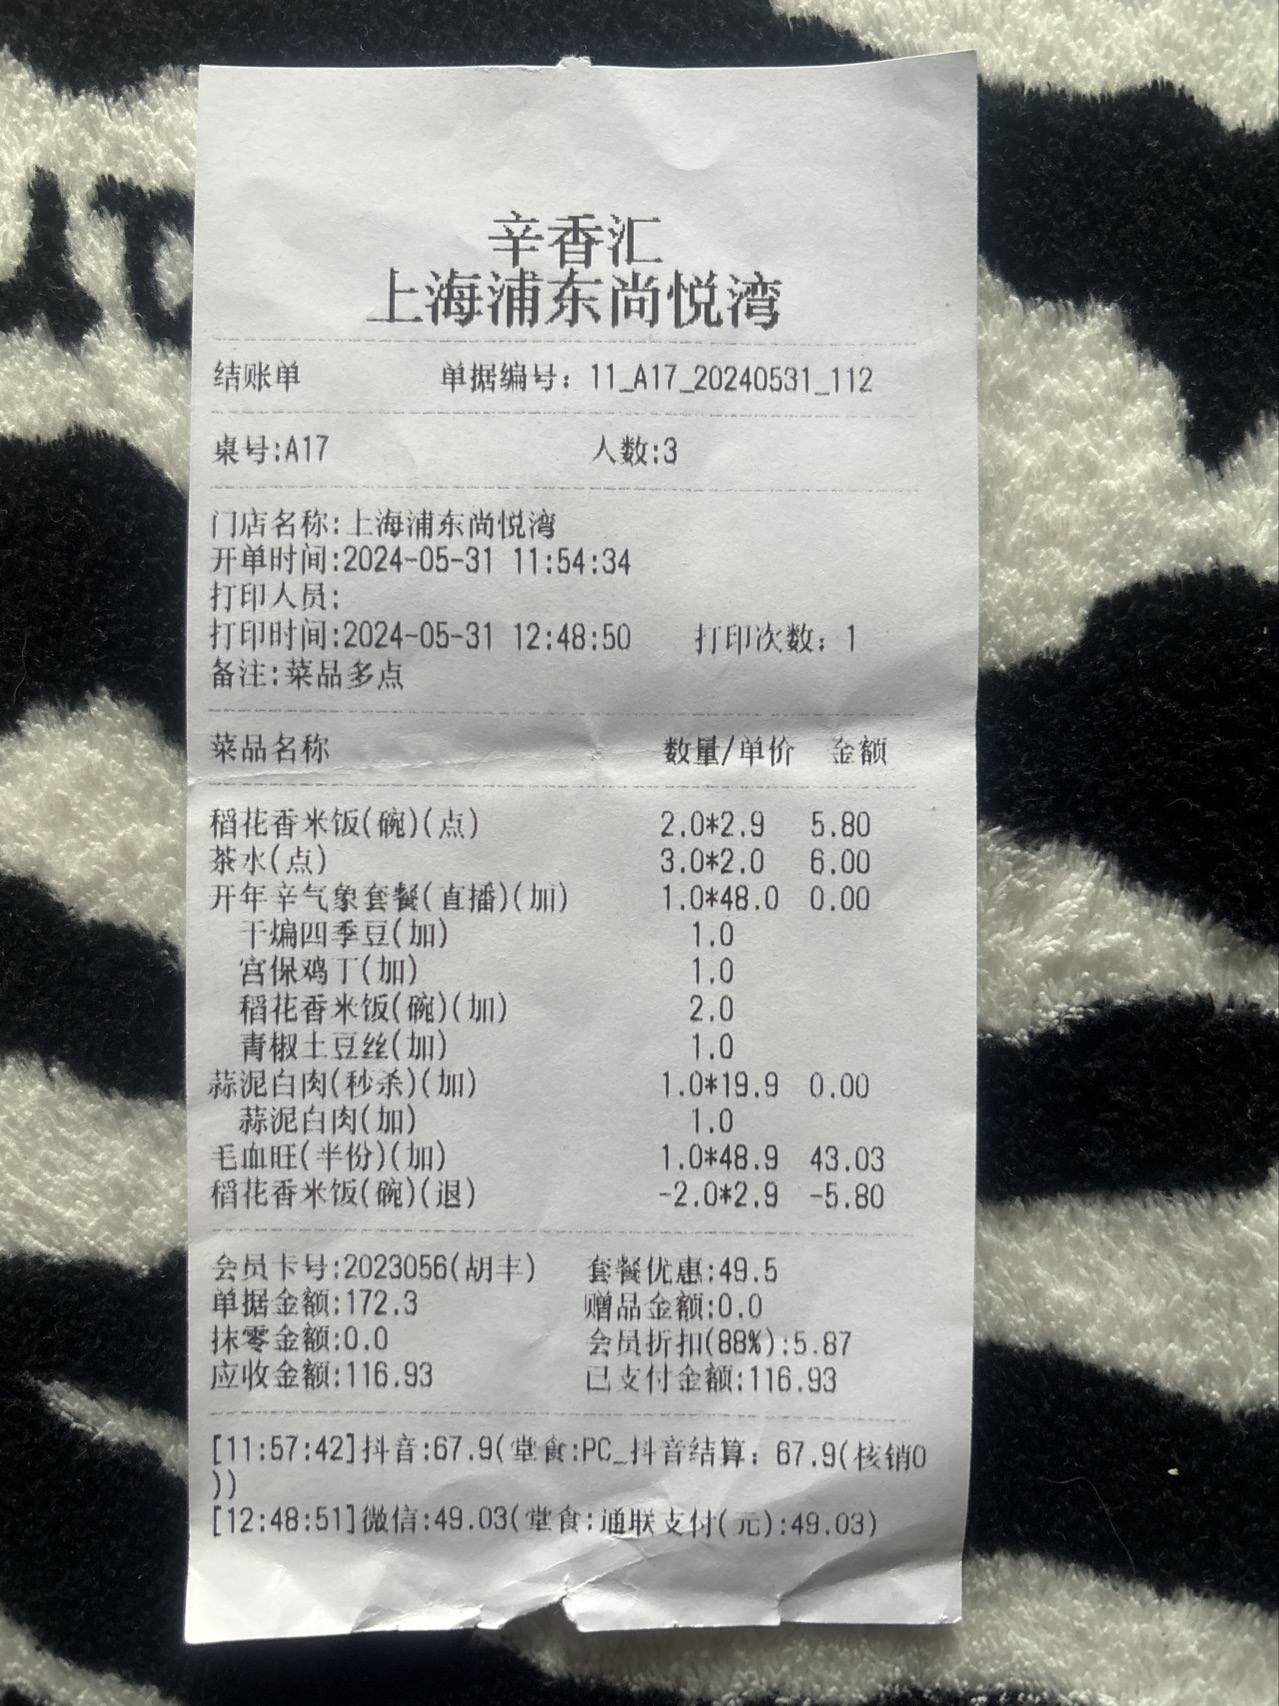 辛香汇
上海浦东尚悦湾
结账单 单据编号：11_A17_20240531_112
桌号:A17 人数:3
门店名称:上海浦东尚悦湾
开单时间:2024-05-31 11:54:34
打印人员:
打印时间:2024-05-31 12:48:50 打印次数：1
备注:菜品多点
菜品名称 数量/单价 金额
稻花香米饭(碗)(点) 2.0*2.9 5.80
茶水(点) 3.0*2.0 6.00
开年辛气象套餐(直播)(加) 1.0*48.0 0.00
干煸四季豆(加) 1.0
宫保鸡丁(加) 1.0
稻花香米饭(碗)(加) 2.0
青椒土豆丝(加) 1.0
蒜泥白肉(秒杀)(加) 1.0*19.9 0.00
蒜泥白肉(加) 1.0
毛血旺(半份)(加) 1.0*48.9 43.03
稻花香米饭(碗)(退) -2.0*2.9 -5.80
会员卡号:2023056(胡丰) 套餐优惠:49.5
单据金额:172.3 赠品金额:0.0
抹零金额:0.0 会员折扣(88%):5.87
应收金额:116.93 已支付金额:116.93
[11:57:42]抖音:67.9(堂食:PC_抖音结算：67.9(核销0
))
[12:48:51]微信:49.03(堂食:通联支付(元):49.03)